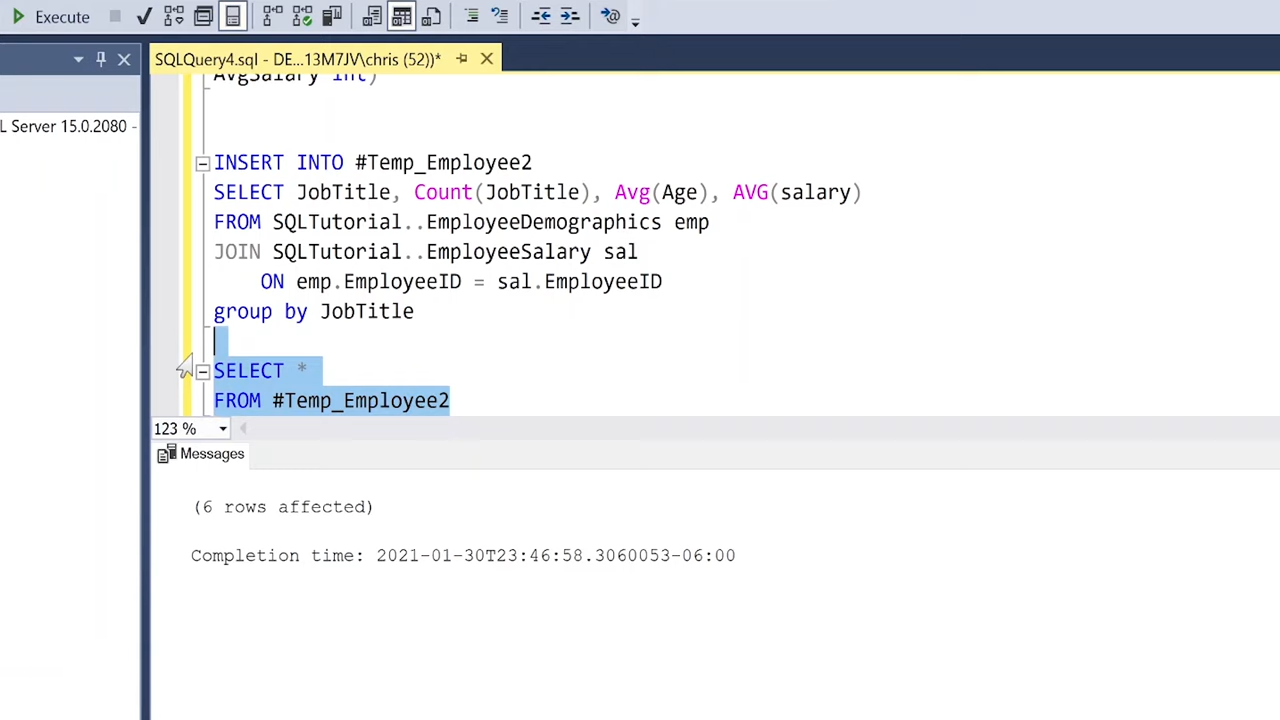 Execute
SQLQuery4.sql - DE...13M7JV\chris (52))*
AvgSalary int)
L Server 15.0.2080 -
INSERT INTO #Temp_Employee2
SELECT JobTitle, Count(JobTitle), Avg(Age), AVG(salary)
FROM SQLTutorial..EmployeeDemographics emp
JOIN SQLTutorial..EmployeeSalary sal
ON emp.EmployeeID = sal.EmployeeID
group by JobTitle
SELECT *
FROM #Temp_Employee2
123 %
Messages
(6 rows affected)
Completion time: 2021-01-30T23:46:58.3060053-06:00